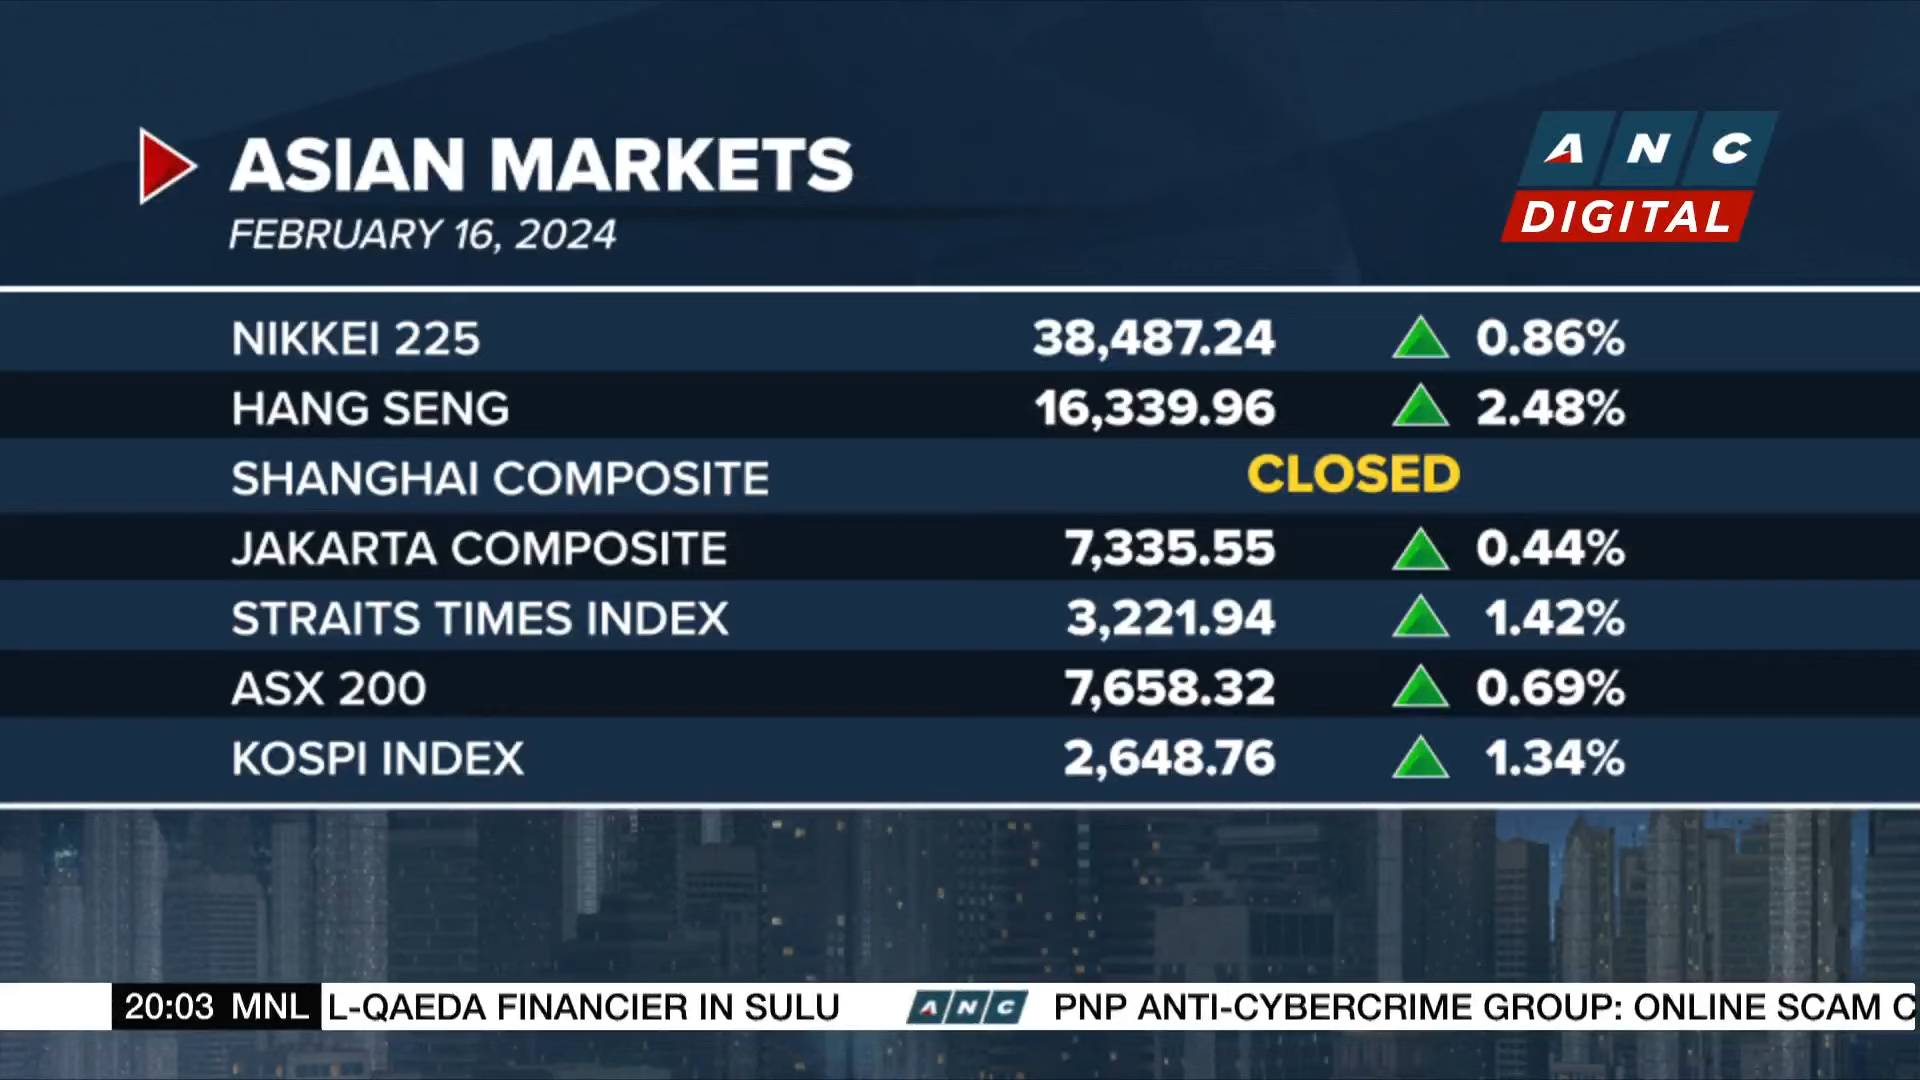 ASIAN MARKETS
FEBRUARY 16, 2024
ANC
DIGITAL
NIKKEI 225 38,487.24 0.86%
HANG SENG 16,339.96 2.48%
SHANGHAI COMPOSITE CLOSED
JAKARTA COMPOSITE 7,335.55 0.44%
STRAITS TIMES INDEX 3,221.94 1.42%
ASX 200 7,658.32 0.69%
KOSPI INDEX 2,648.76 1.34%
20:03 MNL L-QAEDA FINANCIER IN SULU ANC PNP ANTI-CYBERCRIME GROUP: ONLINE SCAM C